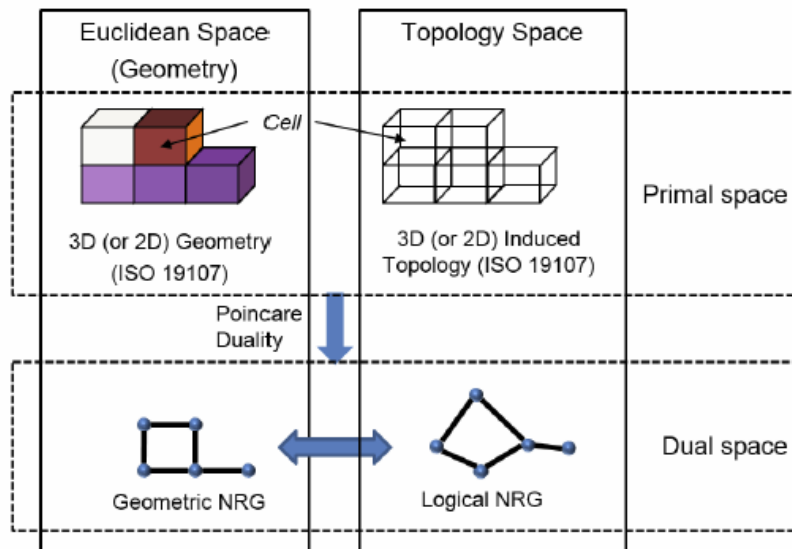 Euclidean Space
(Geometry)
Topology Space
Cell
3D (or 2D) Geometry
(ISO 19107)
3D (or 2D) Induced
Topology (ISO 19107)
Primal space
Poincare
Duality
Geometric NRG
Logical NRG
Dual space